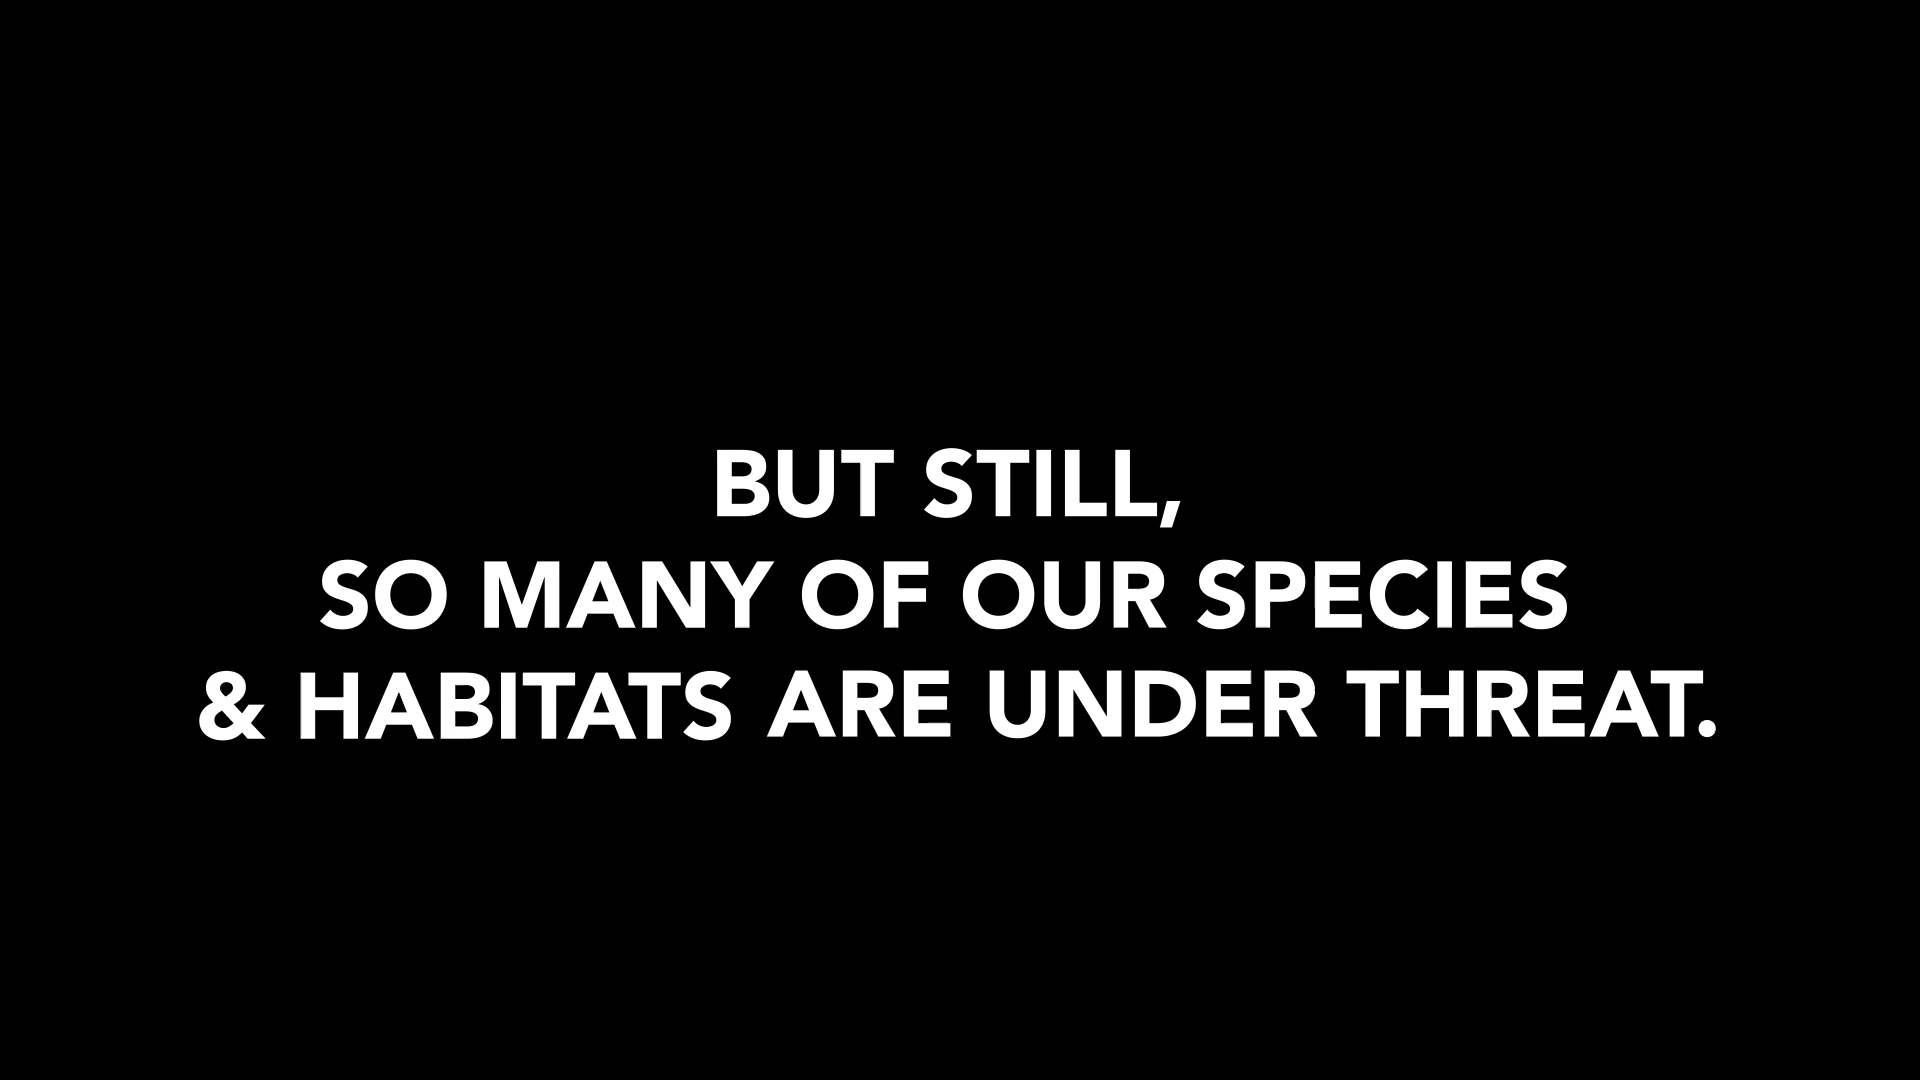 BUT STILL,
SO MANY OF OUR SPECIES
& HABITATS ARE UNDER THREAT.